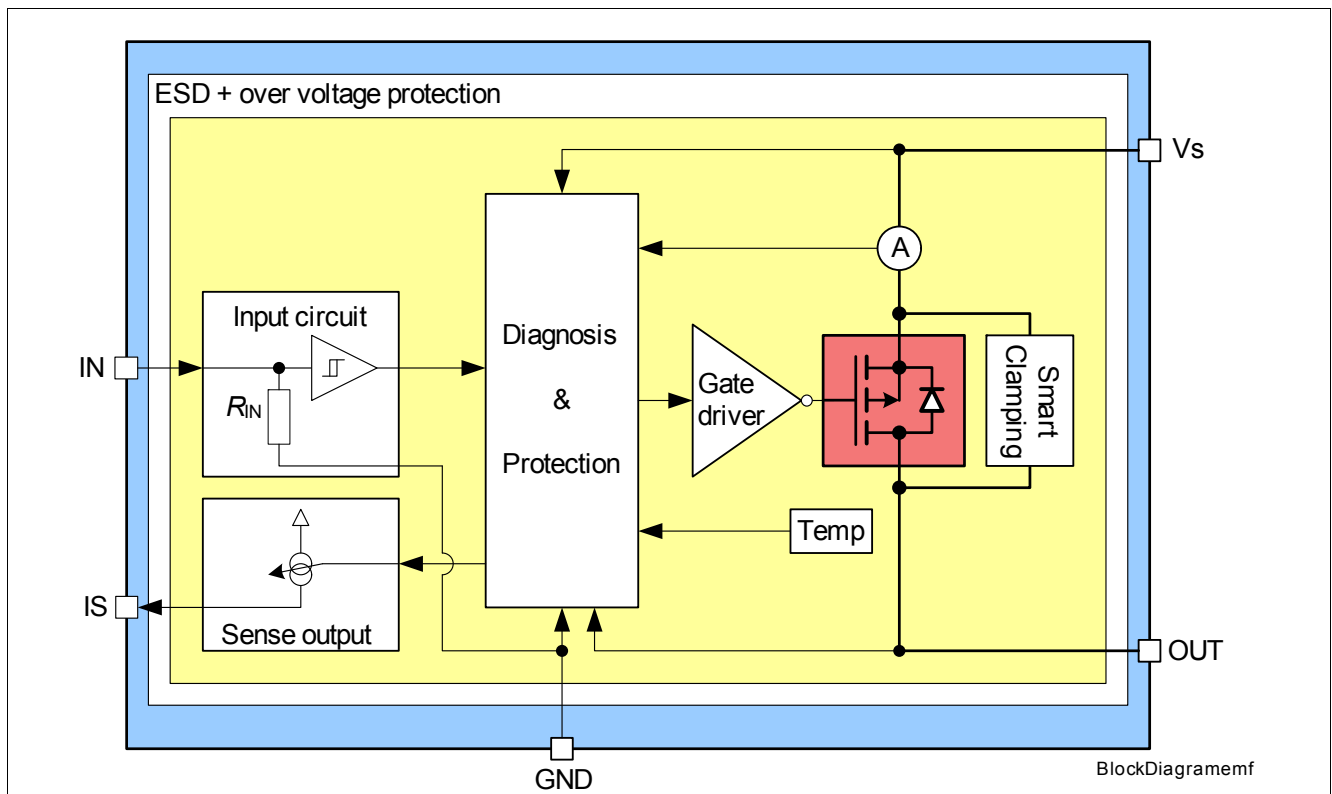 ESD + over voltage protection
Vs
A
Input circuit
IN
RIN
Diagnosis
&
Protection
Gate
driver
Smart
Clamping
Temp
IS
Sense output
OUT
GND
BlockDiagramemf